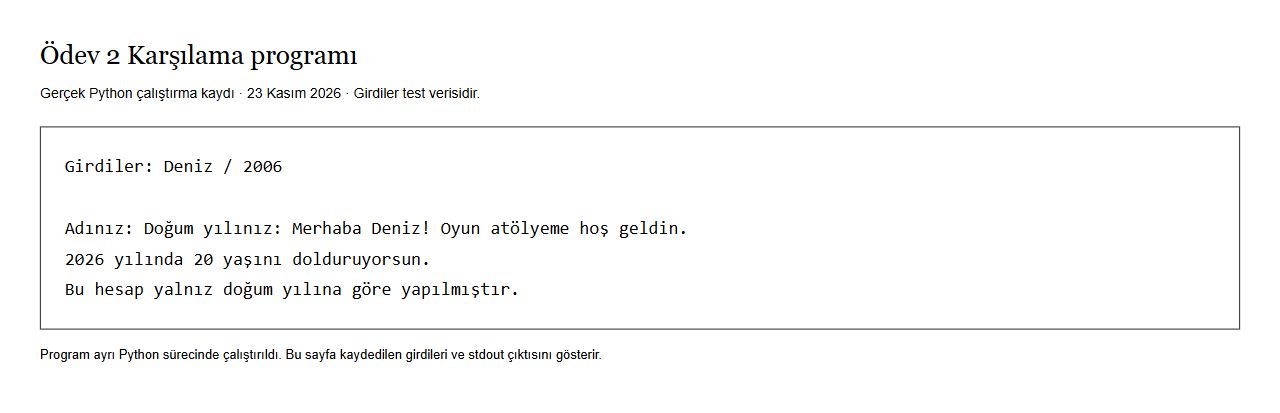 Ödev 2 Karşılama programı
Gerçek Python çalıştırma kaydı · 23 Kasım 2026 · Girdiler test verisidir.
Girdiler: Deniz / 2006
Adınız: Doğum yılınız: Merhaba Deniz! Oyun atölyeme hoş geldin.
2026 yılında 20 yaşını dolduruyorsun.
Bu hesap yalnız doğum yılına göre yapılmıştır.
Program ayrı Python sürecinde çalıştırıldı. Bu sayfa kaydedilen girdileri ve stdout çıktısını gösterir.